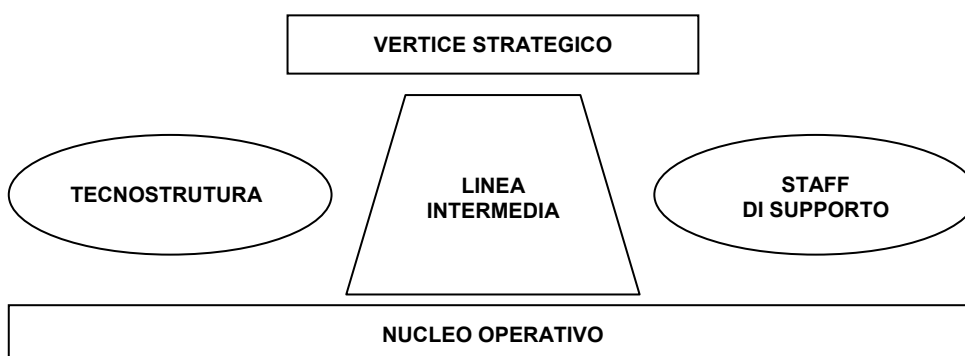 VERTICE STRATEGICO
TECNOSTRUTURA
LINEA
INTERMEDIA
STAFF
DI SUPPORTO
NUCLEO OPERATIVO